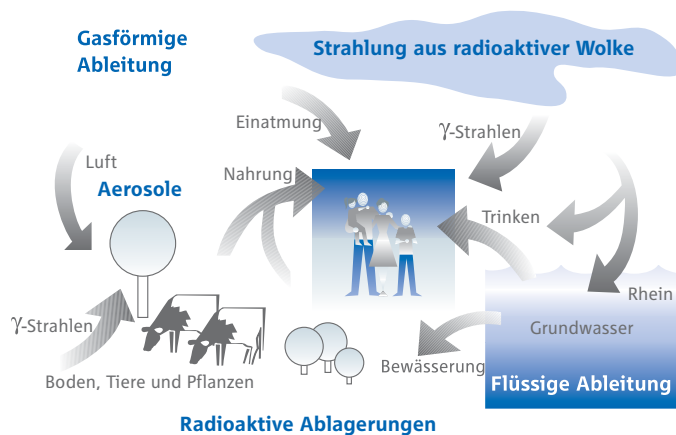 Gasförmige
Ableitung
Strahlung aus radioaktiver Wolke
Einatmung
γ-Strahlen
Luft
Nahrung
Aerosole
Trinken
Rhein
γ-Strahlen
Grundwasser
Boden, Tiere und Pflanzen
Bewässerung
Flüssige Ableitung
Radioaktive Ablagerungen